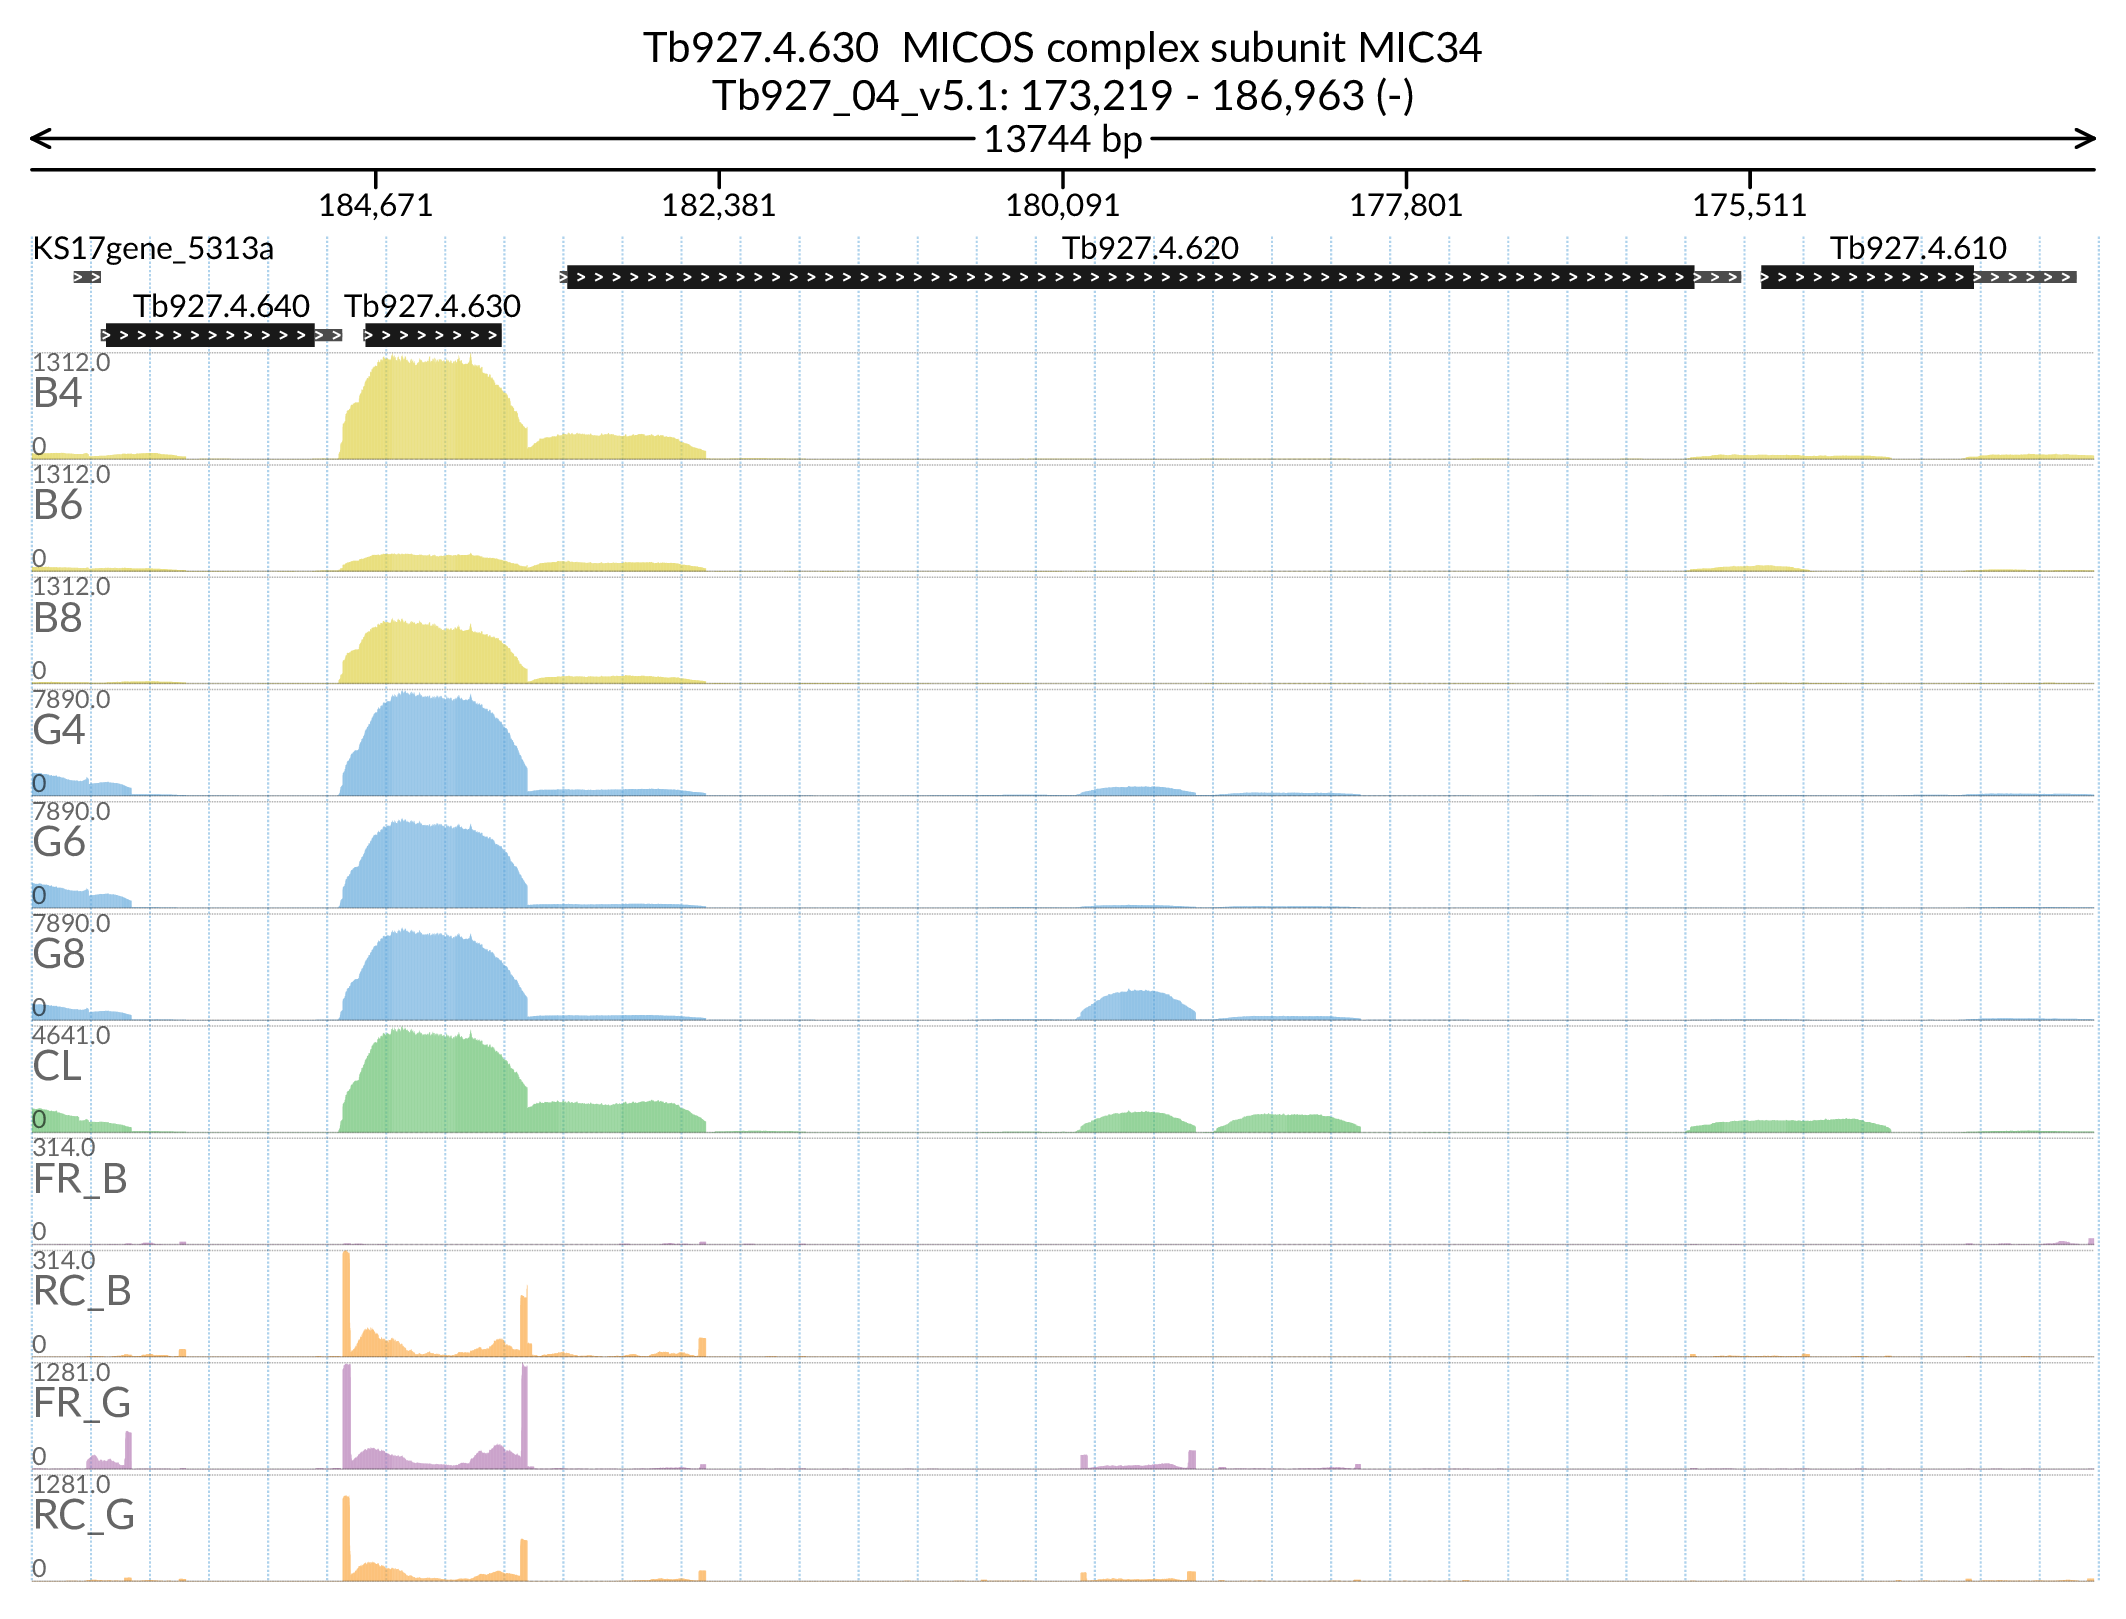 Tb927.4.630  MICOS complex subunit MIC34
Tb927_04_v5.1: 173,219 - 186,963 (-)
13744 bp
184,671 182,381 180,091 177,801 175,511
KS17gene_5313a Tb927.4.620 Tb927.4.610
Tb927.4.640 Tb927.4.630
1312.0
B4
0
1312.0
B6
0
1312.0
B8
0
7890.0
G4
0
7890.0
G6
0
7890.0
G8
0
4641.0
CL
0
314.0
FR_B
0
314.0
RC_B
0
1281.0
FR_G
0
1281.0
RC_G
0